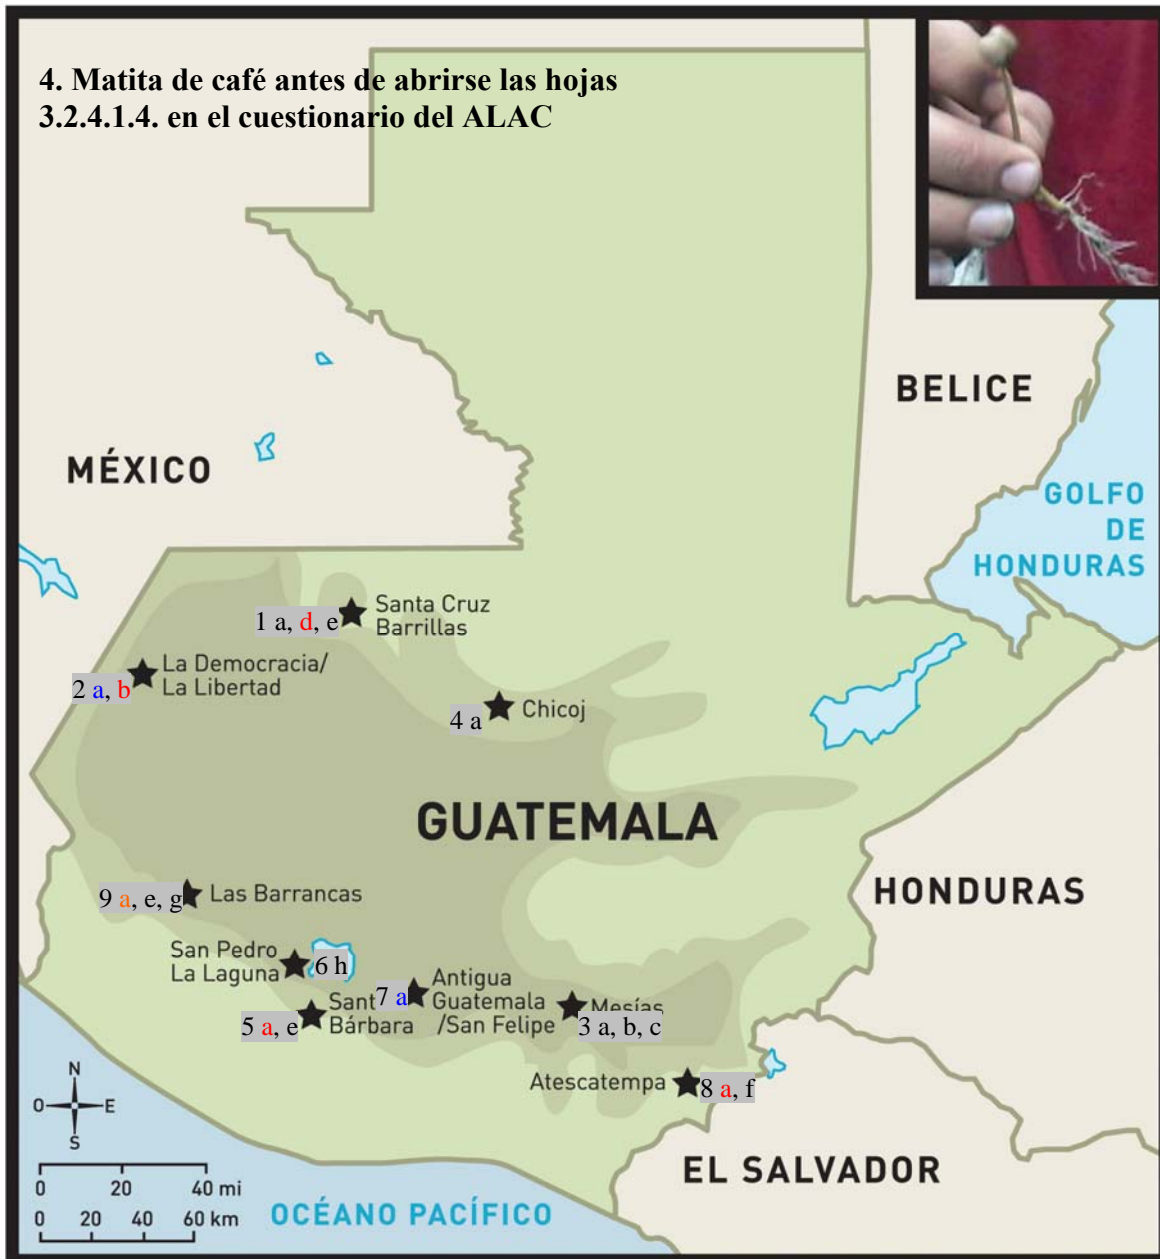 4. Matita de café antes de abrirse las hojas
3.2.4.1.4. en el cuestionario del ALAC
BELICE
MÉXICO
GOLFO
DE
HONDURAS
1 a, d, e
Santa Cruz
Barrillas
2 a, b
La Democracia/
La Libertad
4 a
Chicoj
GUATEMALA
HONDURAS
9 a, e, g
Las Barrancas
San Pedro
La Laguna
6 h
7 a
Antigua
Guatemala
/San Felipe
5 a, e
Sant
Bárbara
Mesías
3 a, b, c
Atescatempa
8 a, f
N
O
E
S
0 20 40 mi
0 20 40 60 km
OCÉANO PACÍFICO
EL SALVADOR